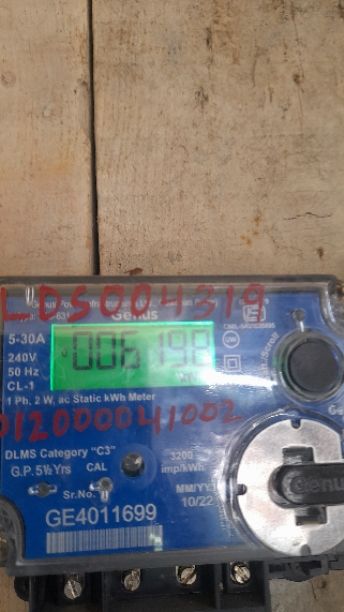 LDS004319
Genus
5-30A
240V
50 Hz
CL-1
006198
1 Ph, 2 W, ac Static kWh Meter
012000041002
DLMS Category "C3"
G.P. 5½ Yrs
CAL
3200
imp/kWh
Sr.No.
MM/YY
10/22
GE4011699
Genus